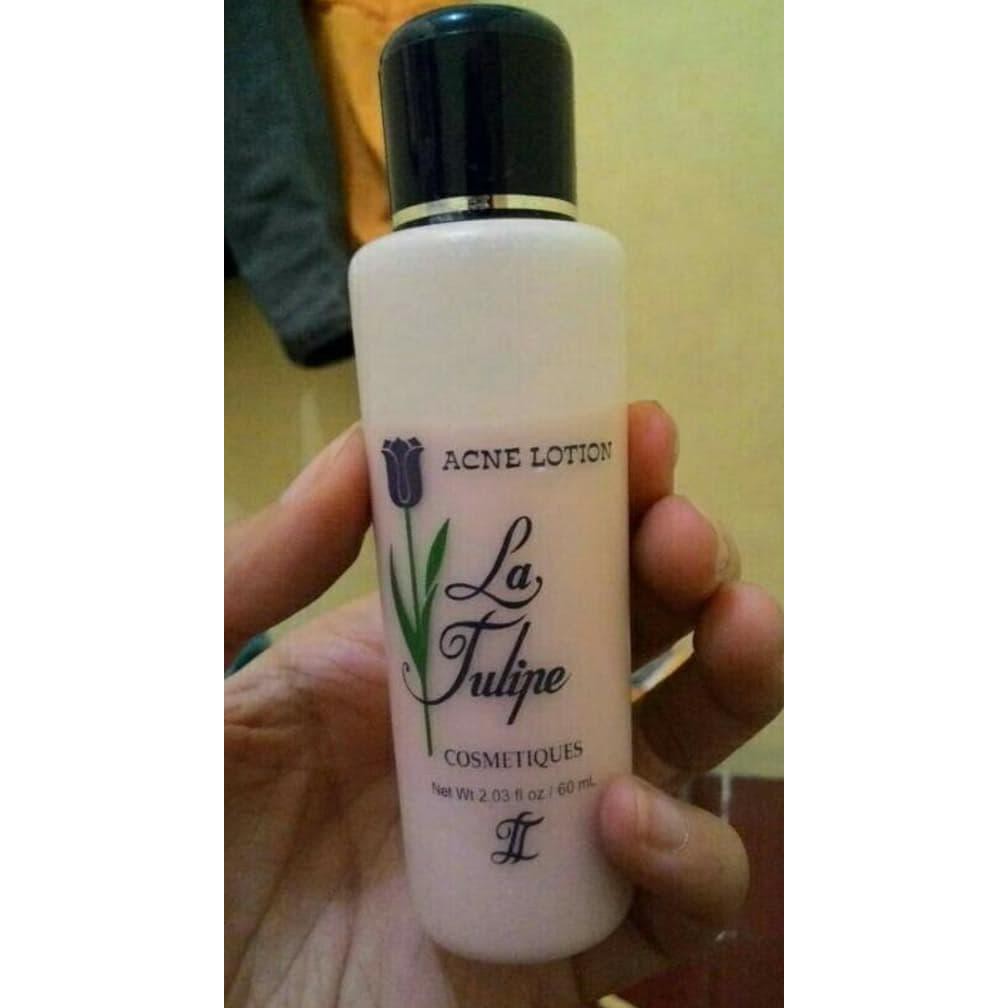 ACNE LOTION
La
Tulipe
COSMETIQUES
Net Wt 2.03 fl oz / 60 mL